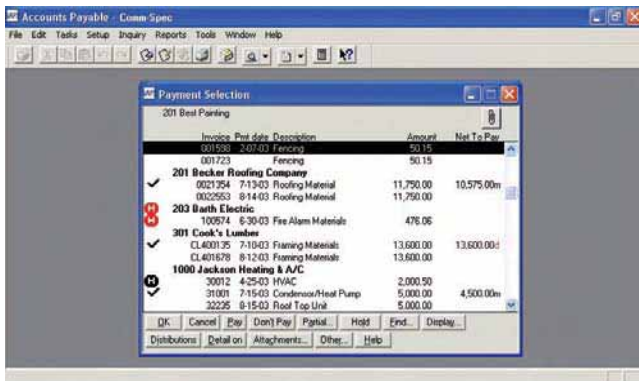 Accounts Payable - Comm-Spec
File Edit Tasks Setup Inquiry Reports Tools Window Help
Payment Selection
201 Best Painting
Invoice Pmt date Description Amount Net To Pay
001598 2-07-03 Fencing 50.15
001723 Fencing 50.15
201 Becker Roofing Company
0021354 7-13-03 Roofing Material 11,750.00 10,575.00m
0022553 8-14-03 Roofing Material 11,750.00
203 Barth Electric
100574 6-30-03 Fire Alarm Materials 476.06
301 Cook's Lumber
CL400135 7-10-03 Framing Materials 13,600.00 13,600.00d
CL401678 8-12-03 Framing Materials 13,600.00
1000 Jackson Heating & A/C
30012 4-25-03 HVAC 2,000.50
31001 7-15-03 Condensor/Heat Pump 5,000.00 4,500.00m
32235 8-15-03 Roof Top Unit 5,000.00
OK Cancel Pay Don't Pay Partial... Hold Find... Display...
Distributions Detail on Attachments... Other... Help